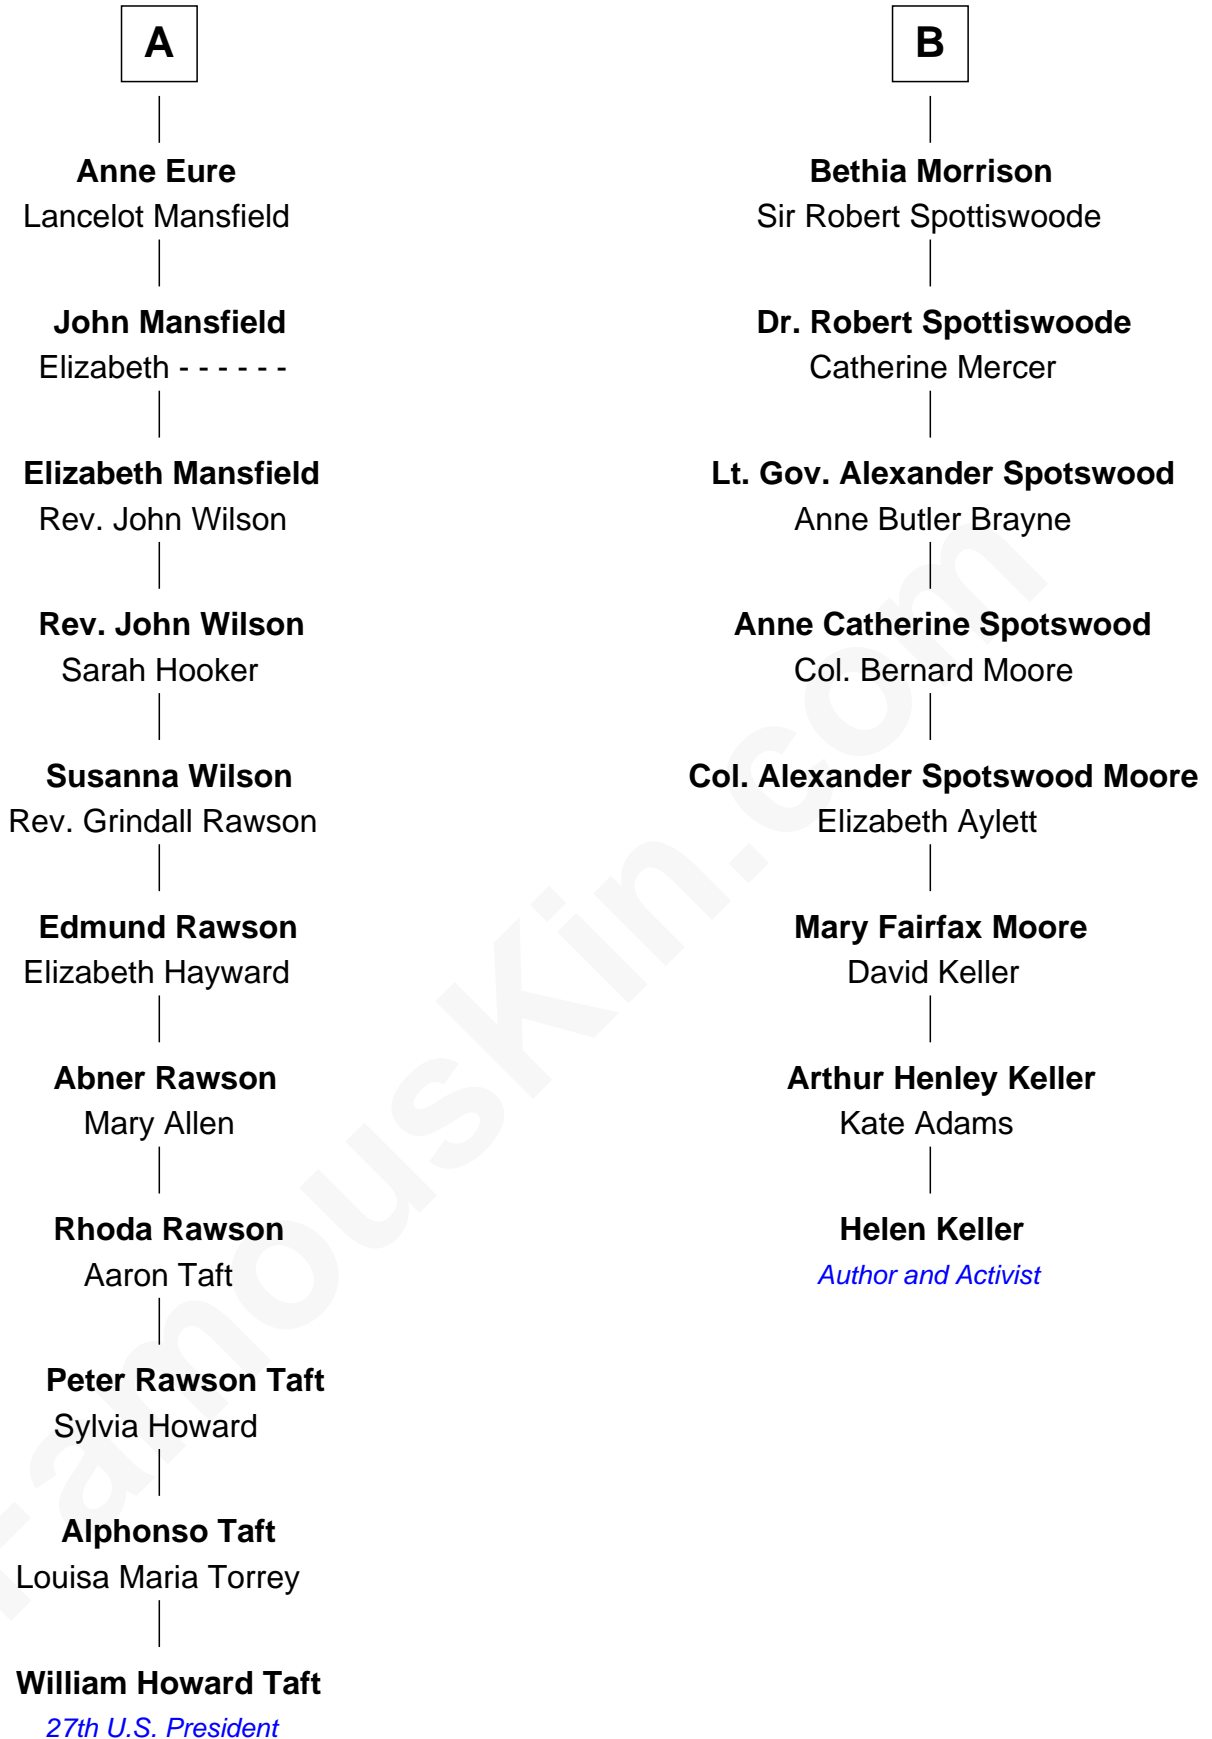 A
Anne Eure
Lancelot Mansfield
John Mansfield
Elizabeth - - - - - -
Elizabeth Mansfield
Rev. John Wilson
Rev. John Wilson
Sarah Hooker
Susanna Wilson
Rev. Grindall Rawson
Edmund Rawson
Elizabeth Hayward
Abner Rawson
Mary Allen
Rhoda Rawson
Aaron Taft
Peter Rawson Taft
Sylvia Howard
Alphonso Taft
Louisa Maria Torrey
William Howard Taft
27th U.S. President
B
Bethia Morrison
Sir Robert Spottiswoode
Dr. Robert Spottiswoode
Catherine Mercer
Lt. Gov. Alexander Spotswood
Anne Butler Brayne
Anne Catherine Spotswood
Col. Bernard Moore
Col. Alexander Spotswood Moore
Elizabeth Aylett
Mary Fairfax Moore
David Keller
Arthur Henley Keller
Kate Adams
Helen Keller
Author and Activist
FamousKin.com